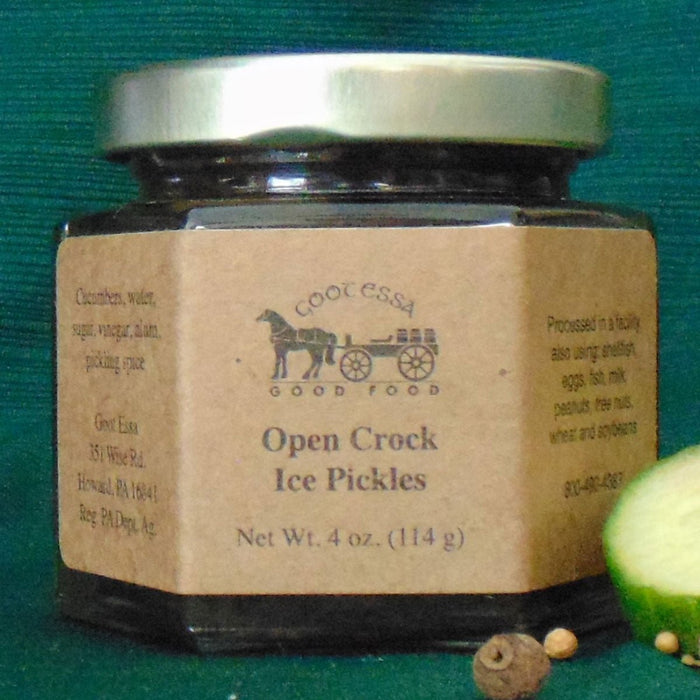 Cucumbers, water,
sugar, vinegar, alum,
pickling spice
Goot Essa
351 Wise Rd.
Howard, PA 16841
Reg. PA Dept. Ag.
GOOT ESSA
GOOD FOOD
Open Crock
Ice Pickles
Net Wt. 4 oz. (114 g)
Processed in a facility
also using: shellfish,
eggs, fish, milk
peanuts, tree nuts,
wheat and soybeans